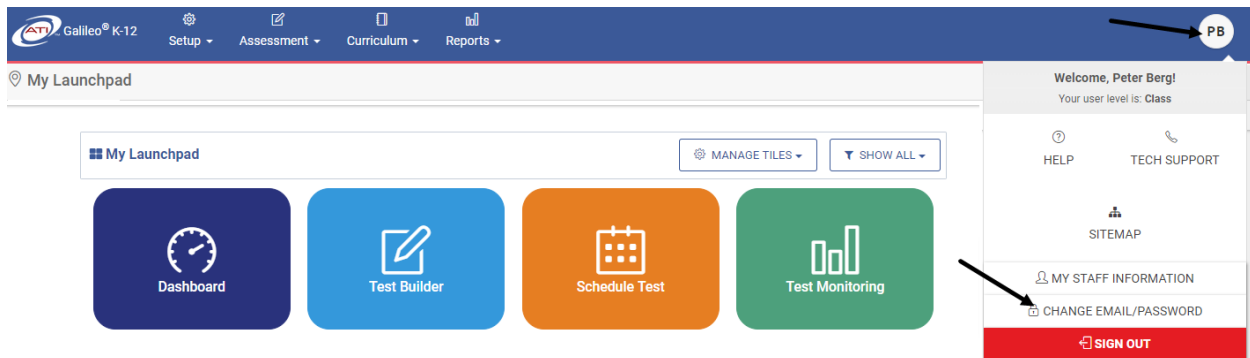 ATI Galileo® K-12
Setup
Assessment
Curriculum
Reports
PB
My Launchpad
Welcome, Peter Berg!
Your user level is: Class
My Launchpad
MANAGE TILES
SHOW ALL
HELP
TECH SUPPORT
SITEMAP
Dashboard
Test Builder
Schedule Test
Test Monitoring
MY STAFF INFORMATION
CHANGE EMAIL/PASSWORD
SIGN OUT